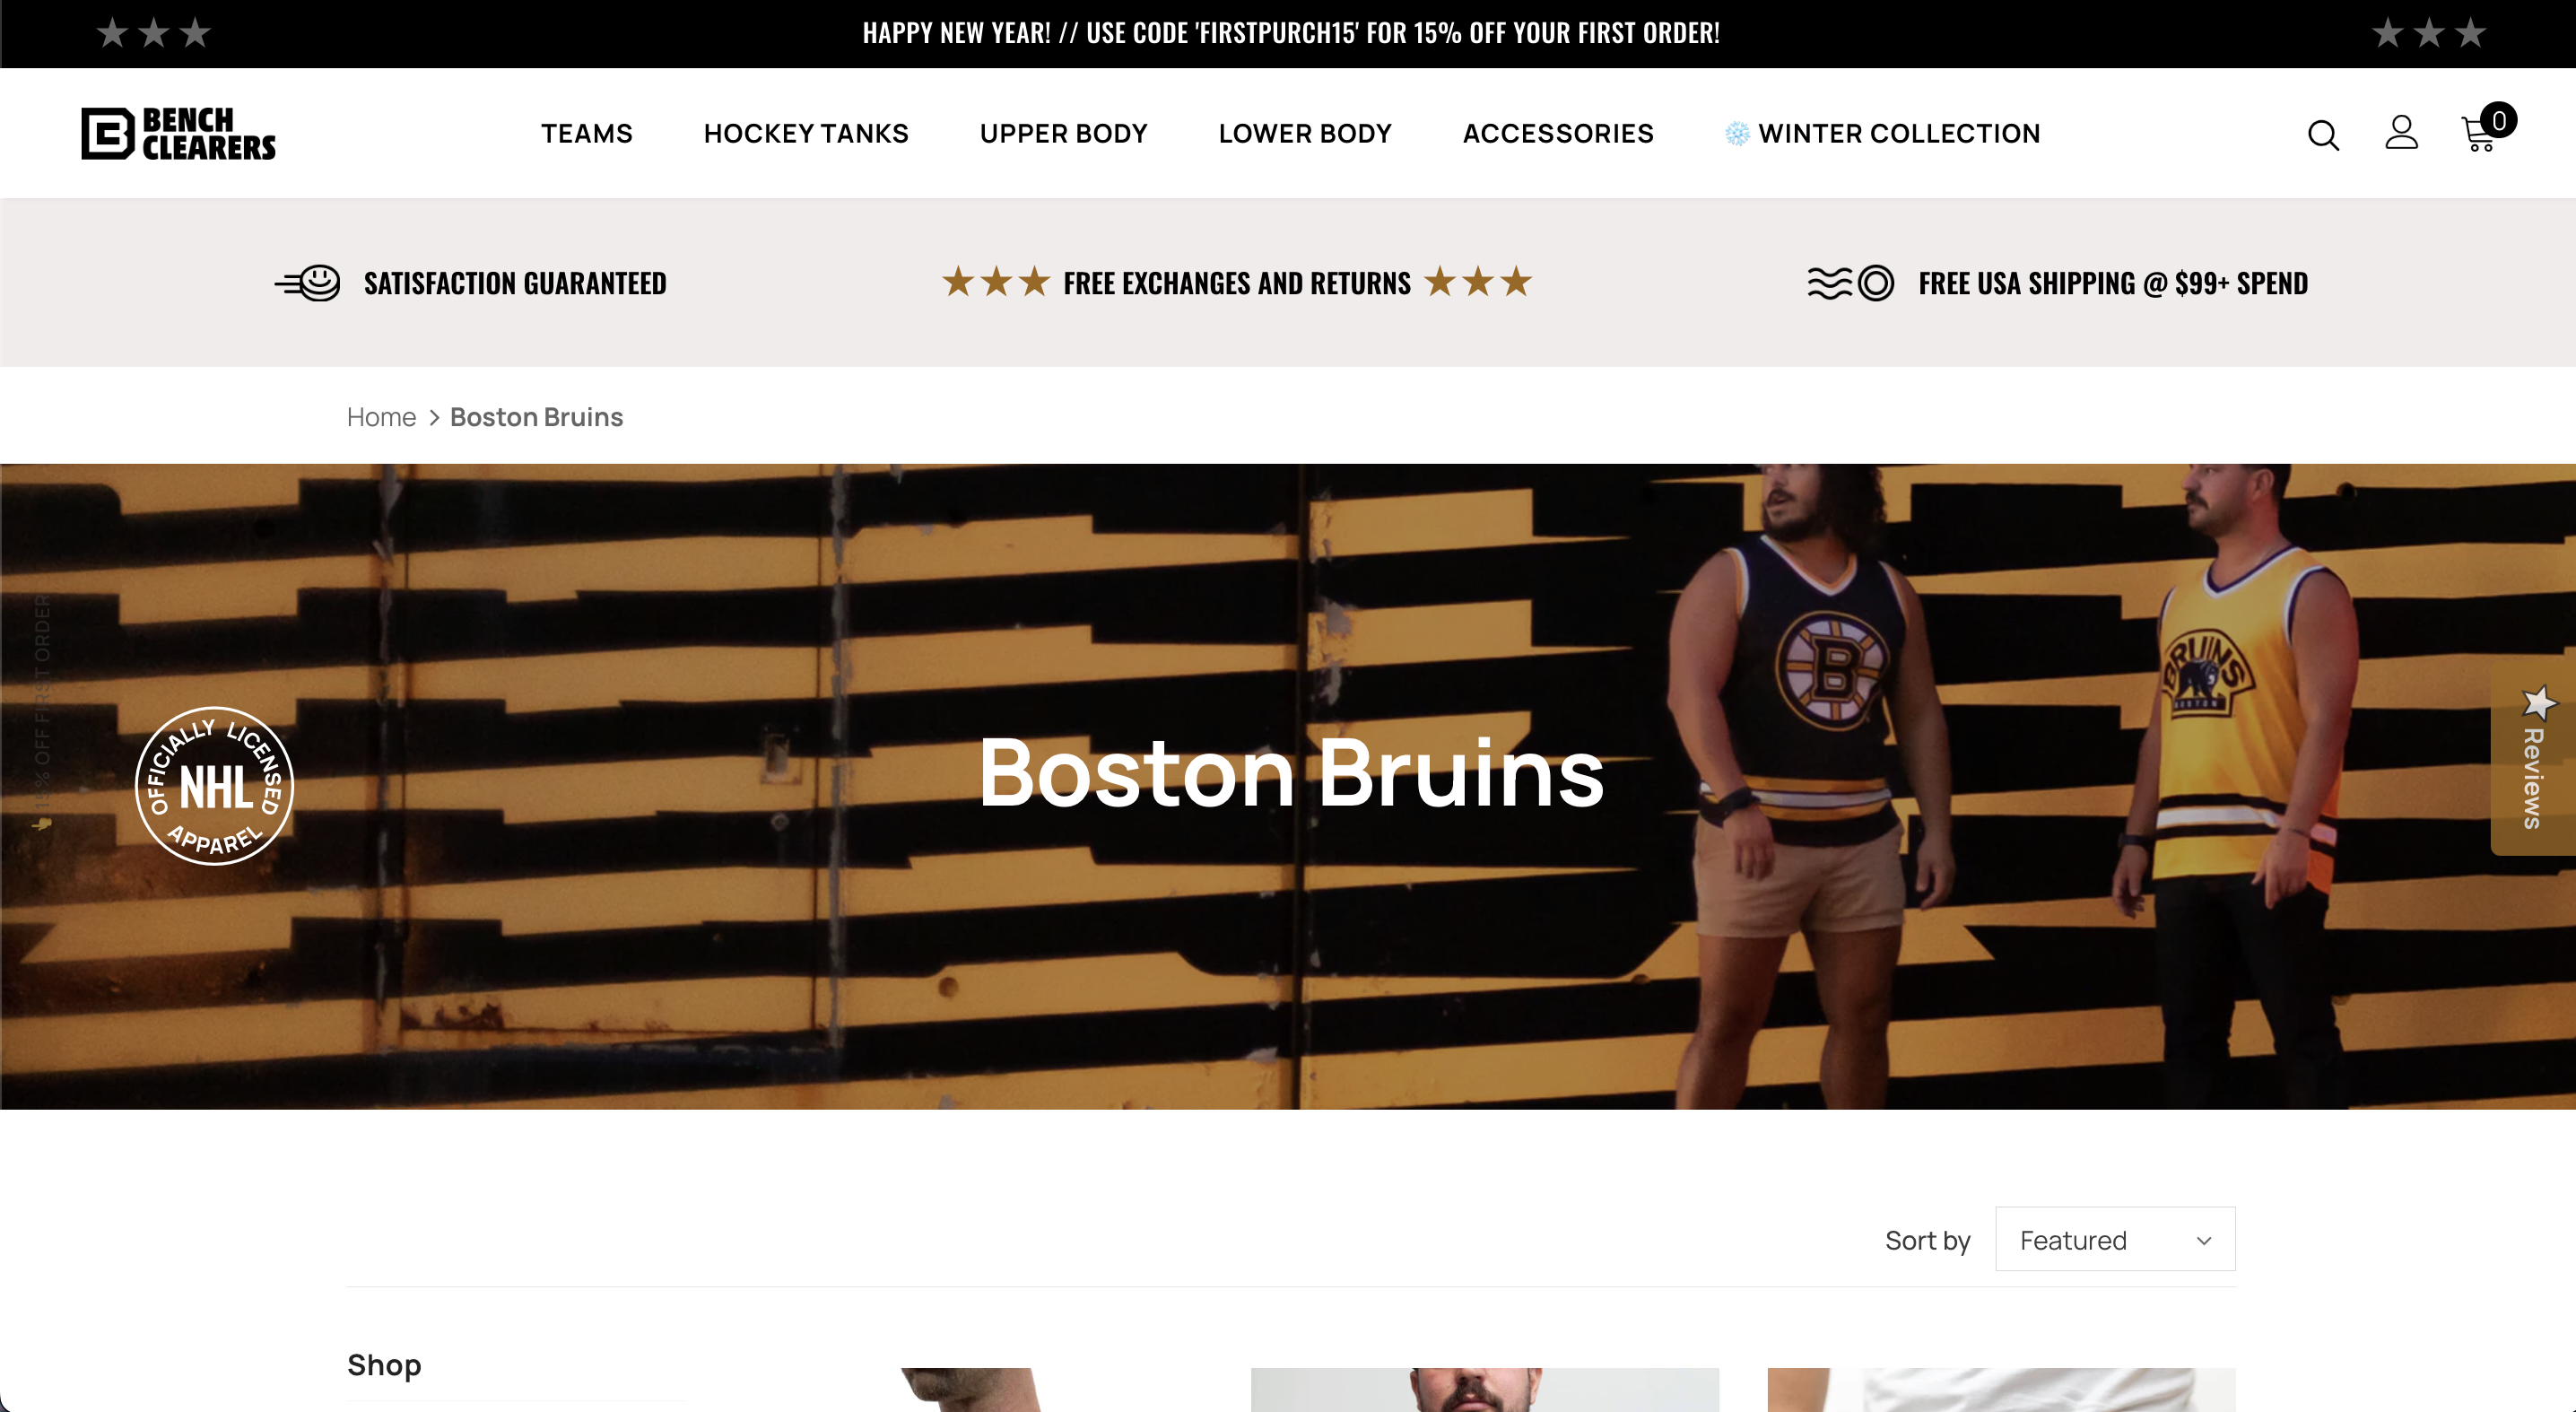 HAPPY NEW YEAR! // USE CODE 'FIRSTPURCH15' FOR 15% OFF YOUR FIRST ORDER!
BENCH
CLEARERS
TEAMS
HOCKEY TANKS
UPPER BODY
LOWER BODY
ACCESSORIES
WINTER COLLECTION
0
SATISFACTION GUARANTEED
FREE EXCHANGES AND RETURNS
FREE USA SHIPPING @ $99+ SPEND
Home > Boston Bruins
15% OFF FIRST ORDER
OFFICIALLY LICENSED
NHL
APPAREL
Boston Bruins
B
BRUINS
BOSTON
Reviews
Sort by
Featured
Shop